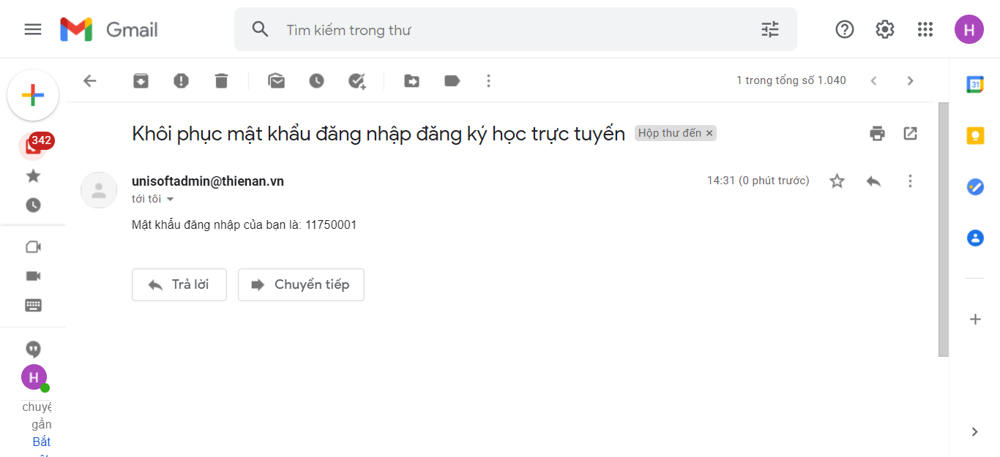 Gmail
Tìm kiếm trong thư
H
1 trong tổng số 1.040
31
342
Khôi phục mật khẩu đăng nhập đăng ký học trực tuyến
Hộp thư đến ×
unisoftadmin@thienan.vn
14:31 (0 phút trước)
tới tôi
Mật khẩu đăng nhập của bạn là: 11750001
Trả lời
Chuyển tiếp
H
chuyệ
gần
Bắt